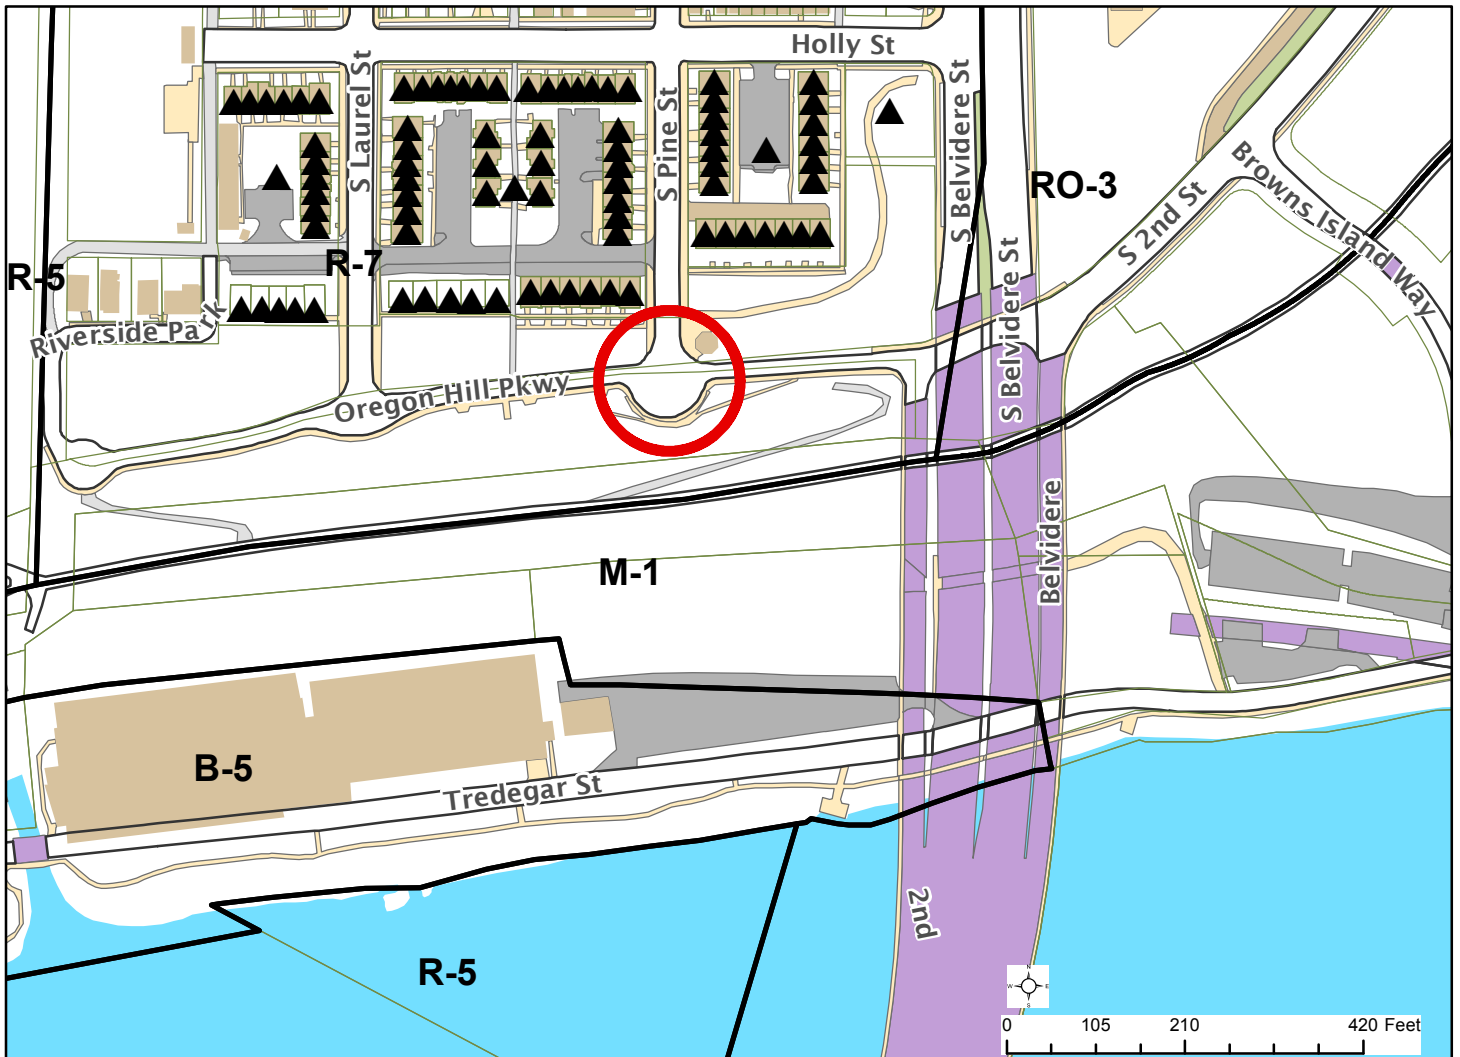 Holly St
S Laurel St
S Pine St
S Belvidere St
RO-3
Browns Island Way
S 2nd St
R-5
R-7
S Belvidere St
Riverside Park
Oregon Hill Pkwy
Belvidere
M-1
B-5
Tredegar St
2nd
R-5
N
W E
S
0 105 210 420 Feet